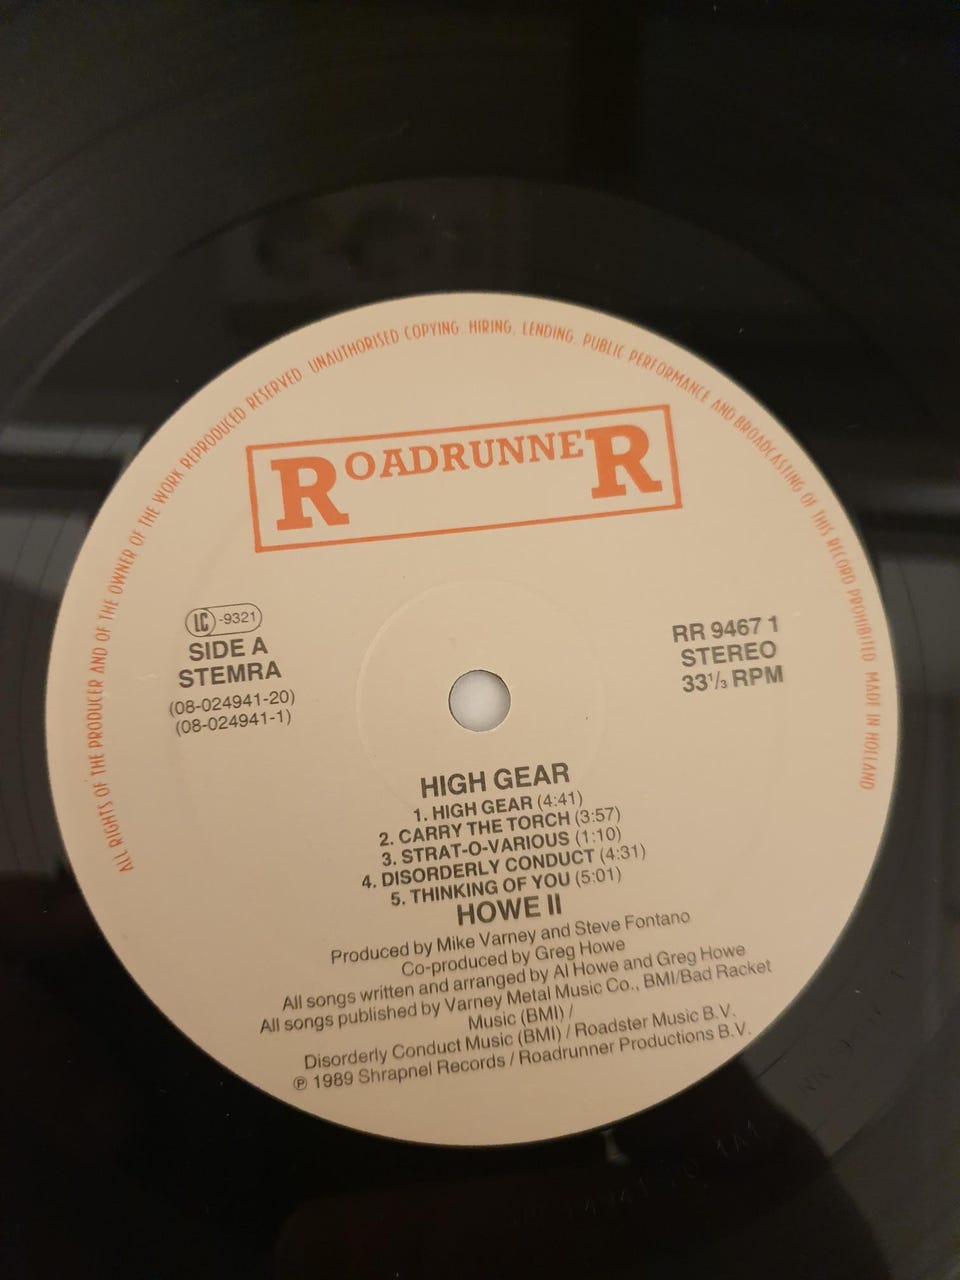 ALL RIGHTS OF THE PRODUCER AND OF THE OWNER OF THE WORK REPRODUCED RESERVED UNAUTHORISED COPYING, HIRING, LENDING, PUBLIC PERFORMANCE AND BROADCASTING OF THIS RECORD PROHIBITED MADE IN HOLLAND
ROADRUNNER
LC -9321
SIDE A
STEMRA
(08-024941-20)
(08-024941-1)
RR 9467 1
STEREO
33 1/3 RPM
HIGH GEAR
1. HIGH GEAR (4:41)
2. CARRY THE TORCH (3:57)
3. STRAT-O-VARIOUS (1:10)
4. DISORDERLY CONDUCT (4:31)
5. THINKING OF YOU (5:01)
HOWE II
Produced by Mike Varney and Steve Fontano
Co-produced by Greg Howe
All songs written and arranged by Al Howe and Greg Howe
All songs published by Varney Metal Music Co., BMI/Bad Racket
Music (BMI) /
Disorderly Conduct Music (BMI) / Roadster Music B.V.
℗ 1989 Shrapnel Records / Roadrunner Productions B.V.